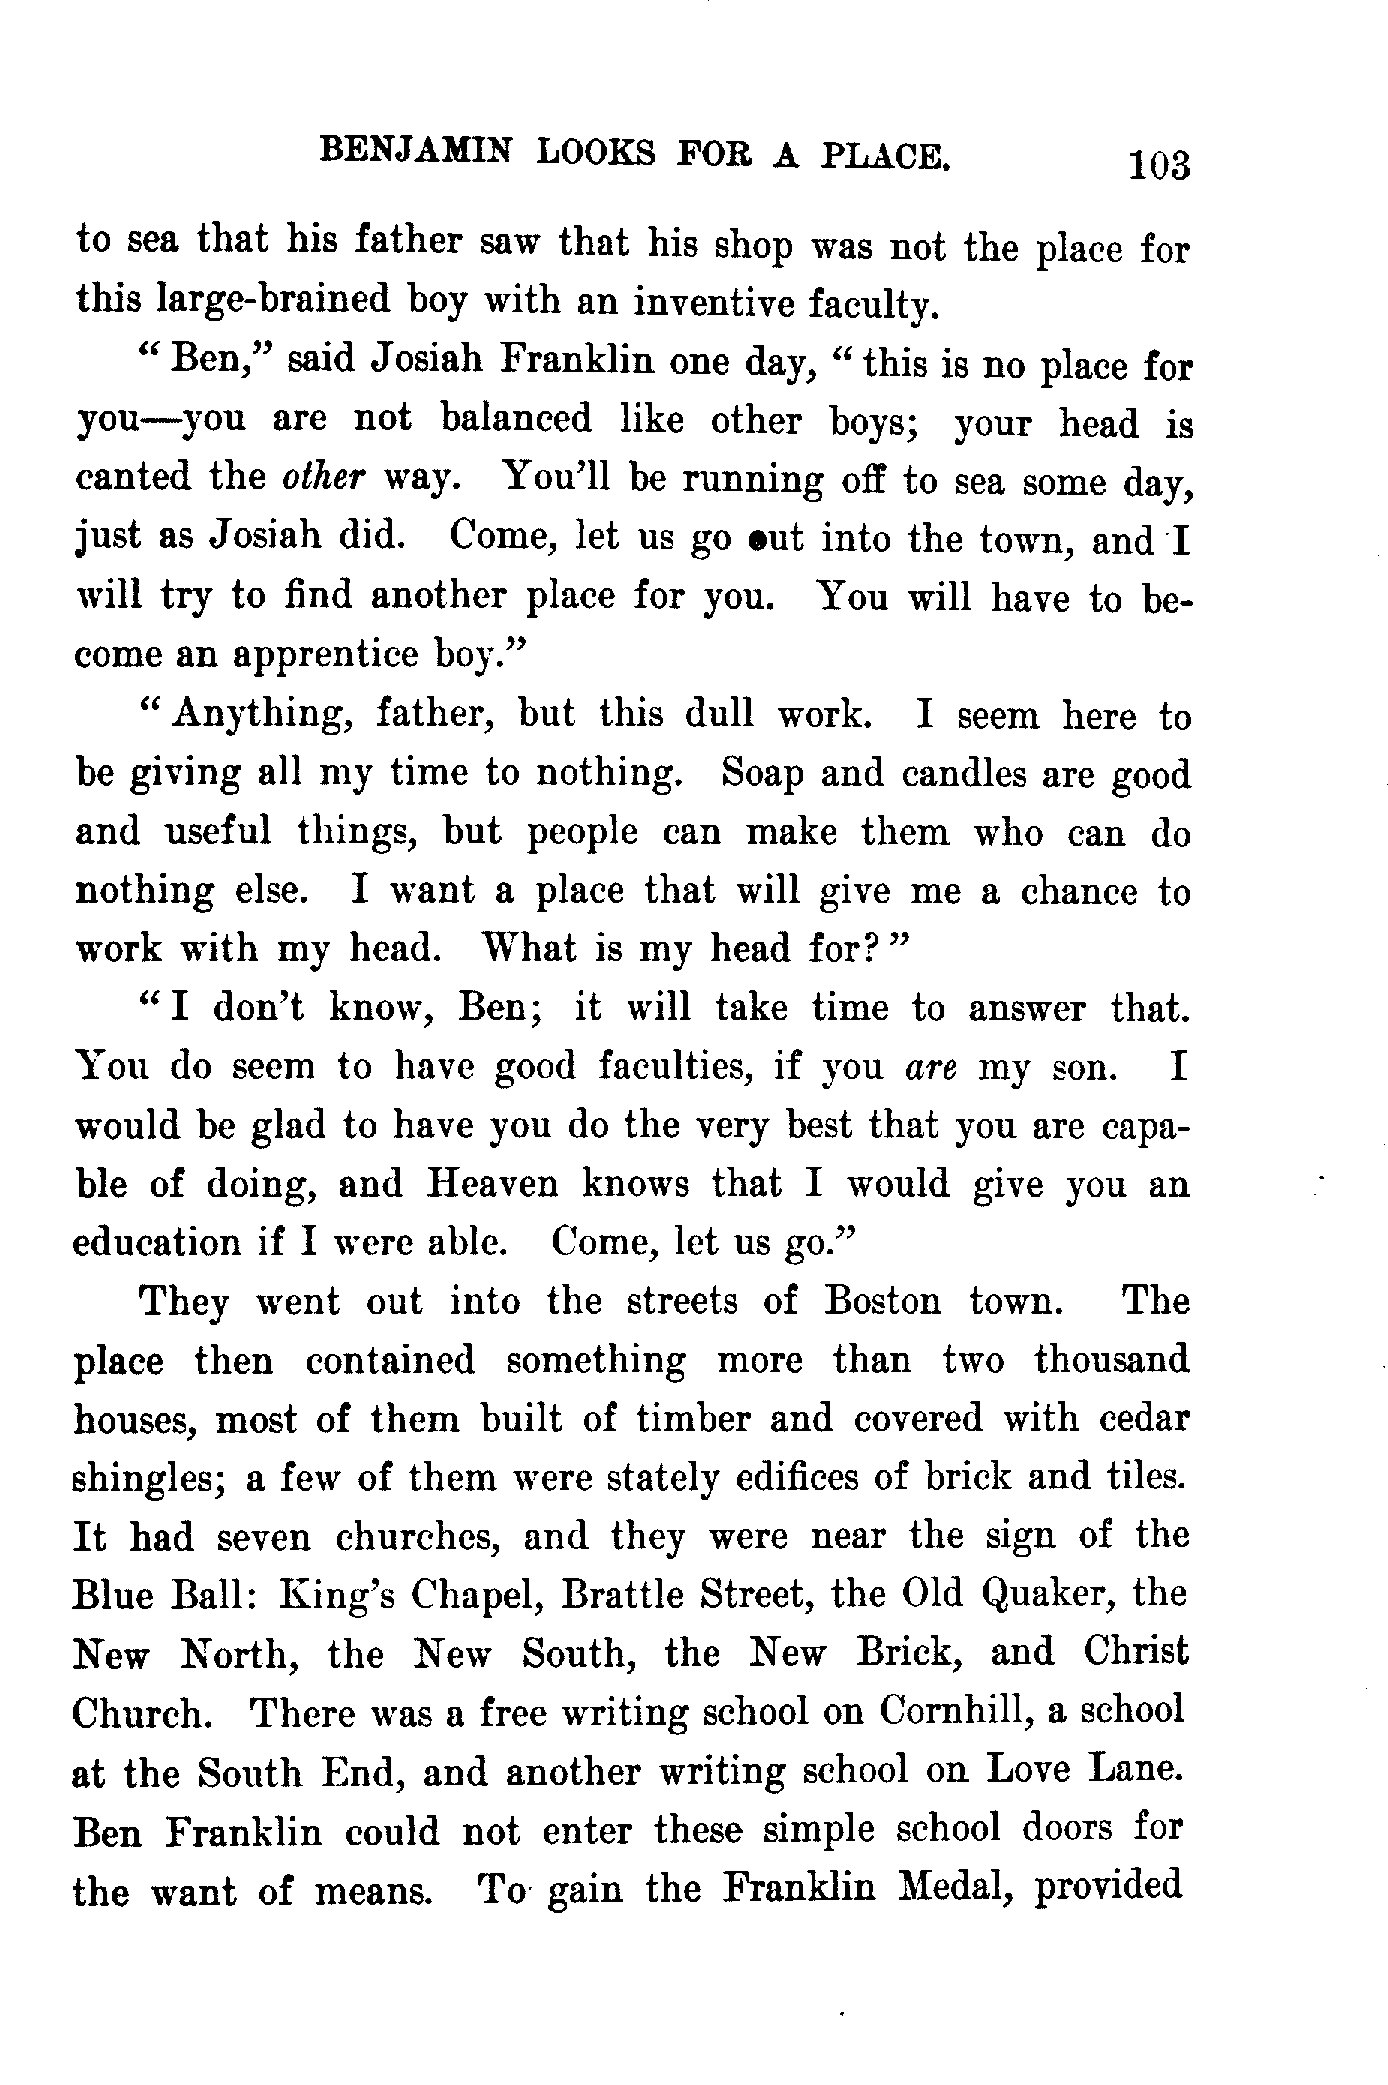 BENJAMIN LOOKS FOR A PLACE. 103
to sea that his father saw that his shop was not the place for
this large-brained boy with an inventive faculty.
“Ben,” said Josiah Franklin one day, “this is no place for
you—you are not balanced like other boys; your head is
canted the other way. You’ll be running off to sea some day,
just as Josiah did. Come, let us go out into the town, and I
will try to find another place for you. You will have to be-
come an apprentice boy.”
“Anything, father, but this dull work. I seem here to
be giving all my time to nothing. Soap and candles are good
and useful things, but people can make them who can do
nothing else. I want a place that will give me a chance to
work with my head. What is my head for?”
“I don’t know, Ben; it will take time to answer that.
You do seem to have good faculties, if you are my son. I
would be glad to have you do the very best that you are capa-
ble of doing, and Heaven knows that I would give you an
education if I were able. Come, let us go.”
They went out into the streets of Boston town. The
place then contained something more than two thousand
houses, most of them built of timber and covered with cedar
shingles; a few of them were stately edifices of brick and tiles.
It had seven churches, and they were near the sign of the
Blue Ball: King’s Chapel, Brattle Street, the Old Quaker, the
New North, the New South, the New Brick, and Christ
Church. There was a free writing school on Cornhill, a school
at the South End, and another writing school on Love Lane.
Ben Franklin could not enter these simple school doors for
the want of means. To gain the Franklin Medal, provided